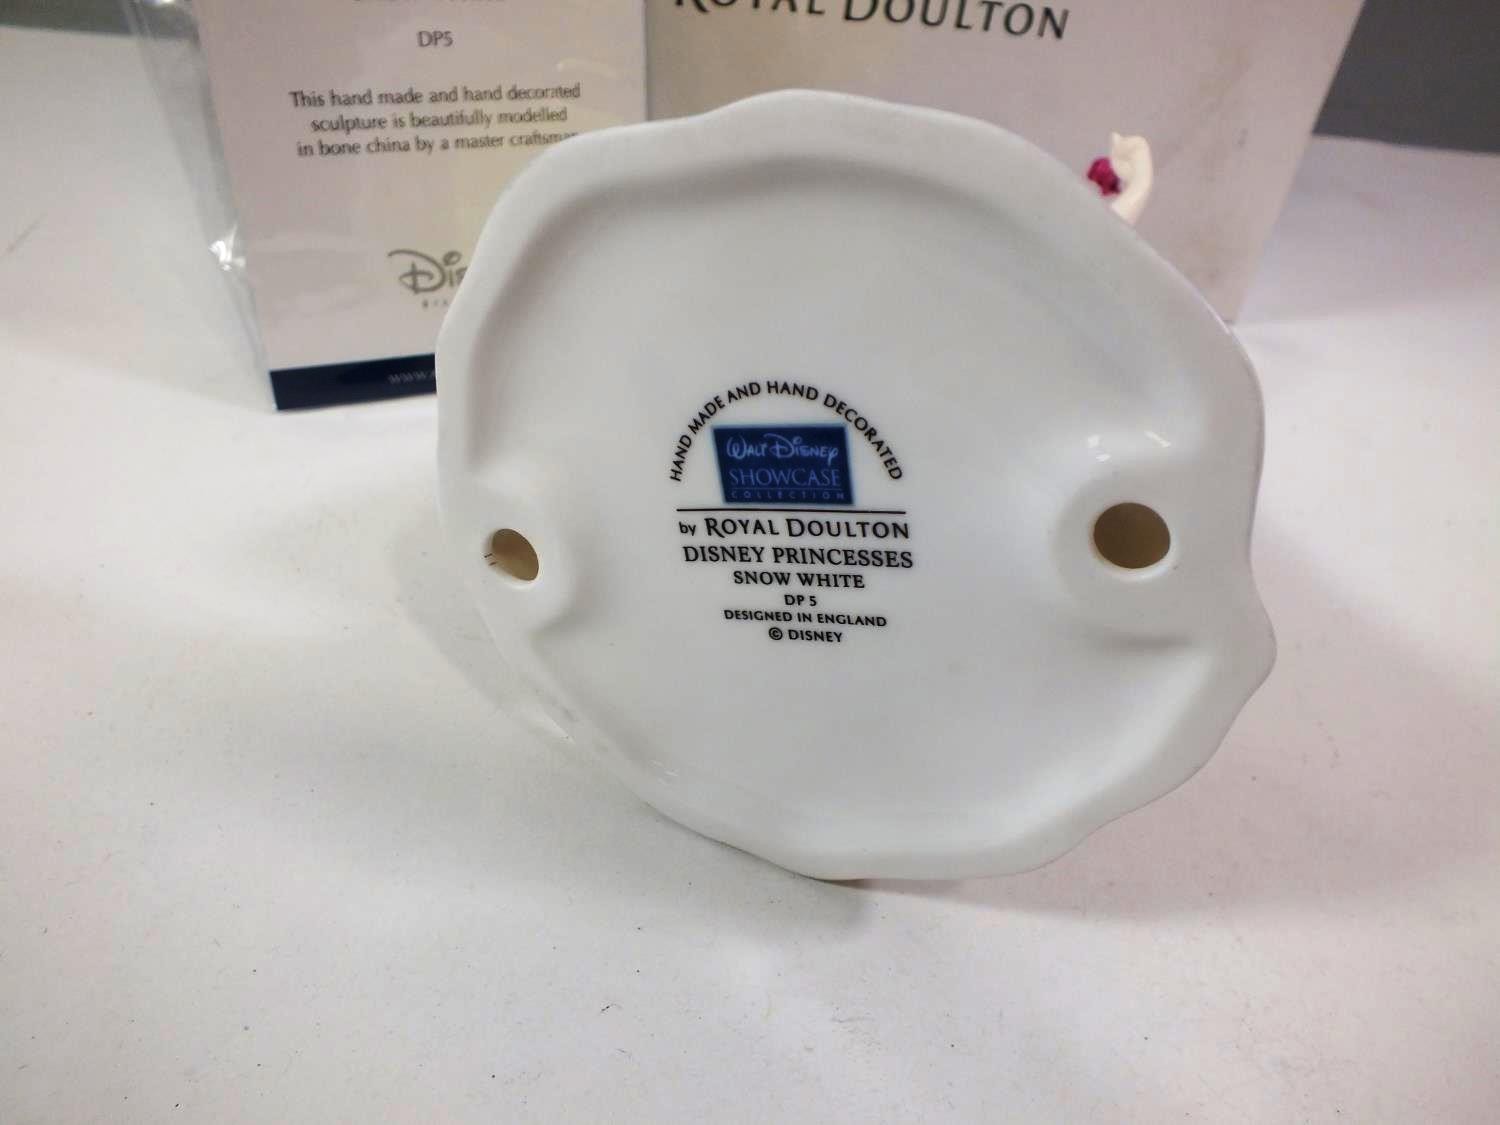 DP5
This hand made and hand decorated
sculpture is beautifully modelled
in bone china by a master
ROYAL DOULTON
HAND MADE AND HAND DECORATED
WALT DISNEY
SHOWCASE
COLLECTION
by ROYAL DOULTON
DISNEY PRINCESSES
SNOW WHITE
DP 5
DESIGNED IN ENGLAND
© DISNEY